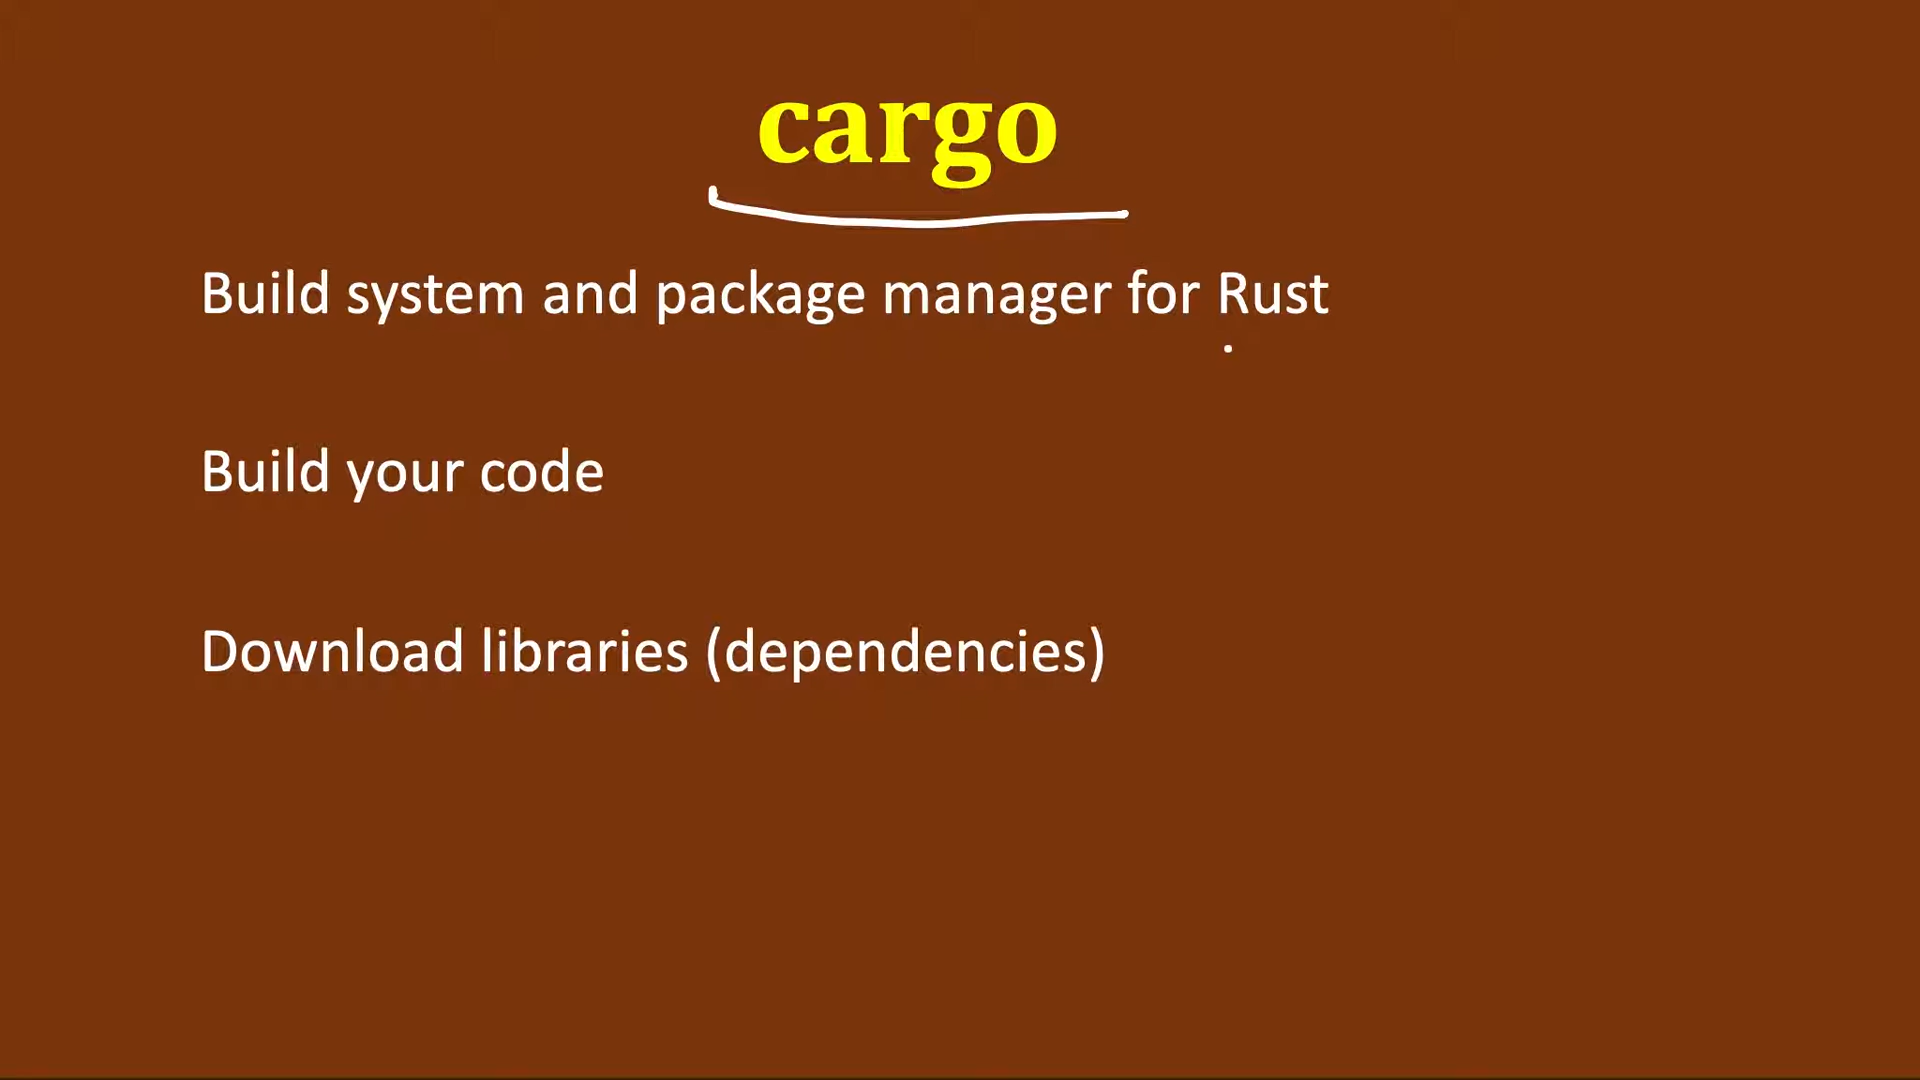 cargo
Build system and package manager for Rust
Build your code
Download libraries (dependencies)